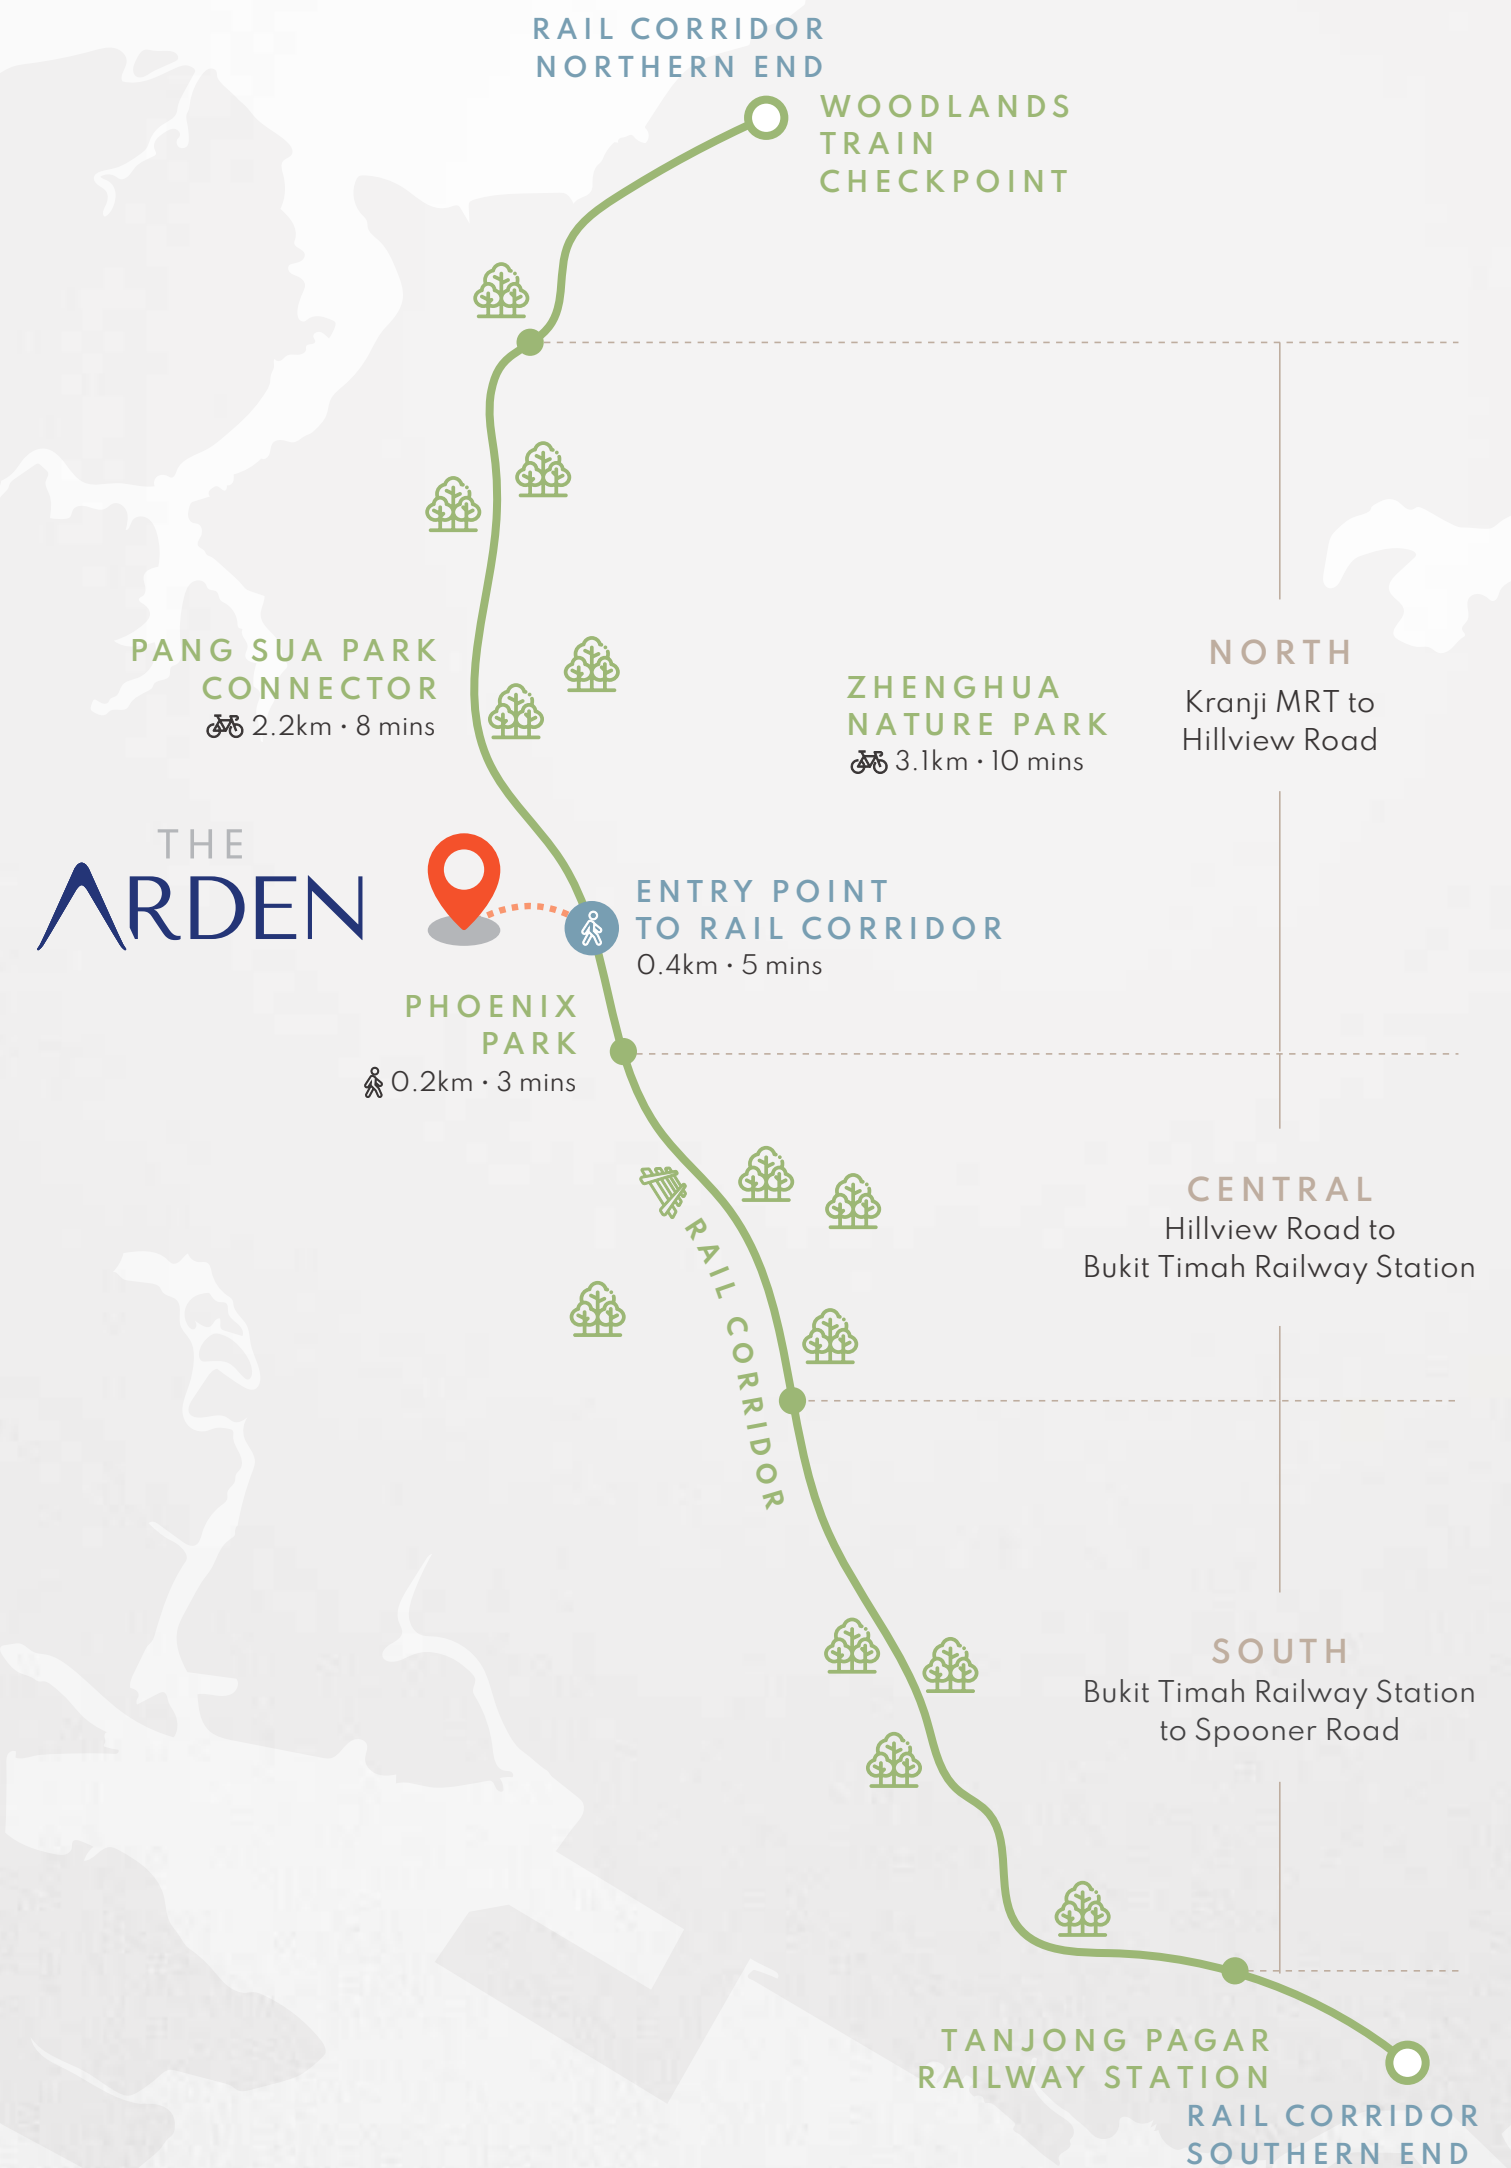 RAIL CORRIDOR
NORTHERN END
WOODLANDS
TRAIN
CHECKPOINT
PANG SUA PARK
CONNECTOR
2.2km • 8 mins
ZHENGHUA
NATURE PARK
3.1km • 10 mins
NORTH
Kranji MRT to
Hillview Road
THE
ARDEN
ENTRY POINT
TO RAIL CORRIDOR
0.4km • 5 mins
PHOENIX
PARK
0.2km • 3 mins
RAIL CORRIDOR
CENTRAL
Hillview Road to
Bukit Timah Railway Station
SOUTH
Bukit Timah Railway Station
to Spooner Road
TANJONG PAGAR
RAILWAY STATION
RAIL CORRIDOR
SOUTHERN END